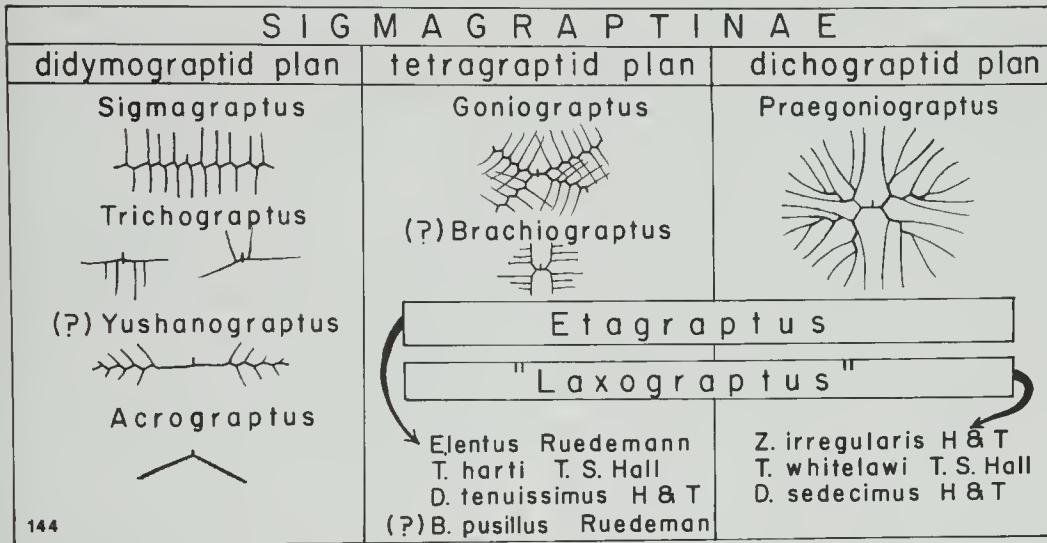 SIGMAGRAPTINAE
didymograptid plan
tetragraptid plan
dichograptid plan
Sigmagraptus
Trichograptus
(?) Yushanograptus
Acrograptus
Goniograptus
(?) Brachiograptus
Praegoniograptus
Etagraptus
"Laxograptus"
E.lentus Ruedemann
T. harti T. S. Hall
D. tenuissimus H & T
(?) B. pusillus Ruedeman
Z. irregularis H & T
T. whitelawi T. S. Hall
D. sedecimus H & T
144